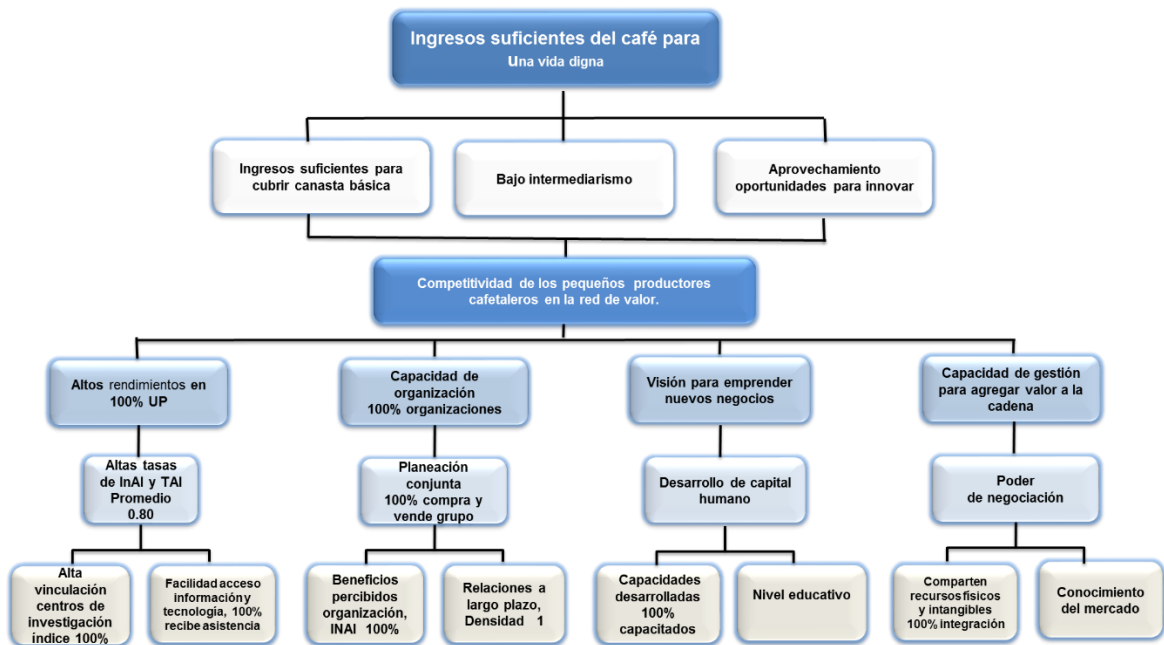 Ingresos suficientes del café para
una vida digna
Ingresos suficientes para
cubrir canasta básica
Bajo intermediarismo
Aprovechamiento
oportunidades para innovar
Competitividad de los pequeños productores
cafetaleros en la red de valor.
Altos rendimientos en
100% UP
Capacidad de
organización
100% organizaciones
Visión para emprender
nuevos negocios
Capacidad de gestión
para agregar valor a la
cadena
Altas tasas
de InAI y TAI
Promedio
0.80
Planeación
conjunta
100% compra y
vende grupo
Desarrollo de capital
humano
Poder
de negociación
Alta
vinculación
centros de
investigación
índice 100%
Facilidad acceso
información y
tecnología, 100%
recibe asistencia
Beneficios
percibidos
organización,
INAI 100%
Relaciones a
largo plazo,
Densidad 1
Capacidades
desarrolladas
100%
capacitados
Nivel educativo
Comparten
recursos físicos
y intangibles
100% integración
Conocimiento
del mercado